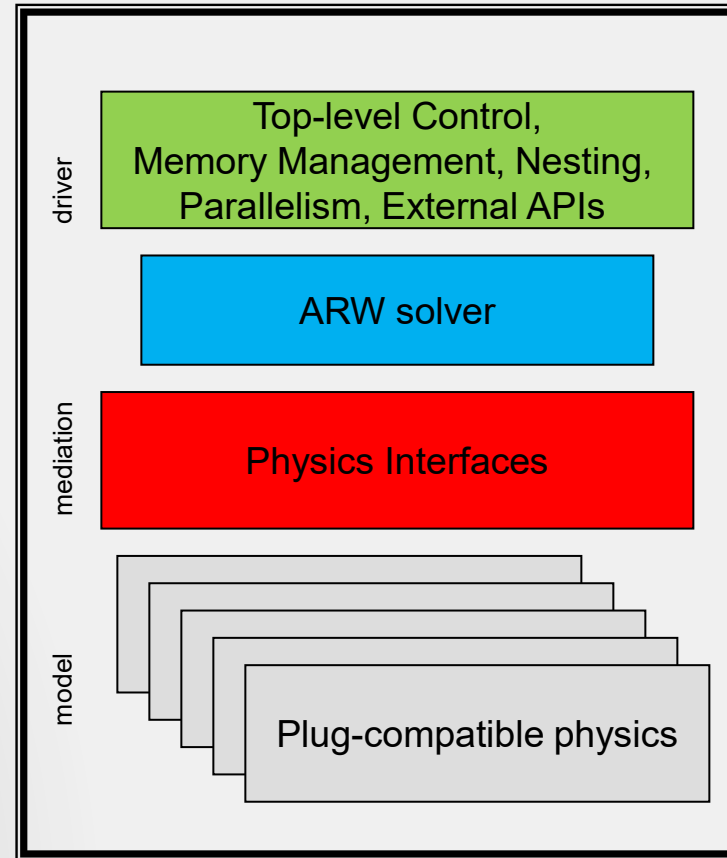 driver
Top-level Control,
Memory Management, Nesting,
Parallelism, External APIs
ARW solver
mediation
Physics Interfaces
model
Plug-compatible physics